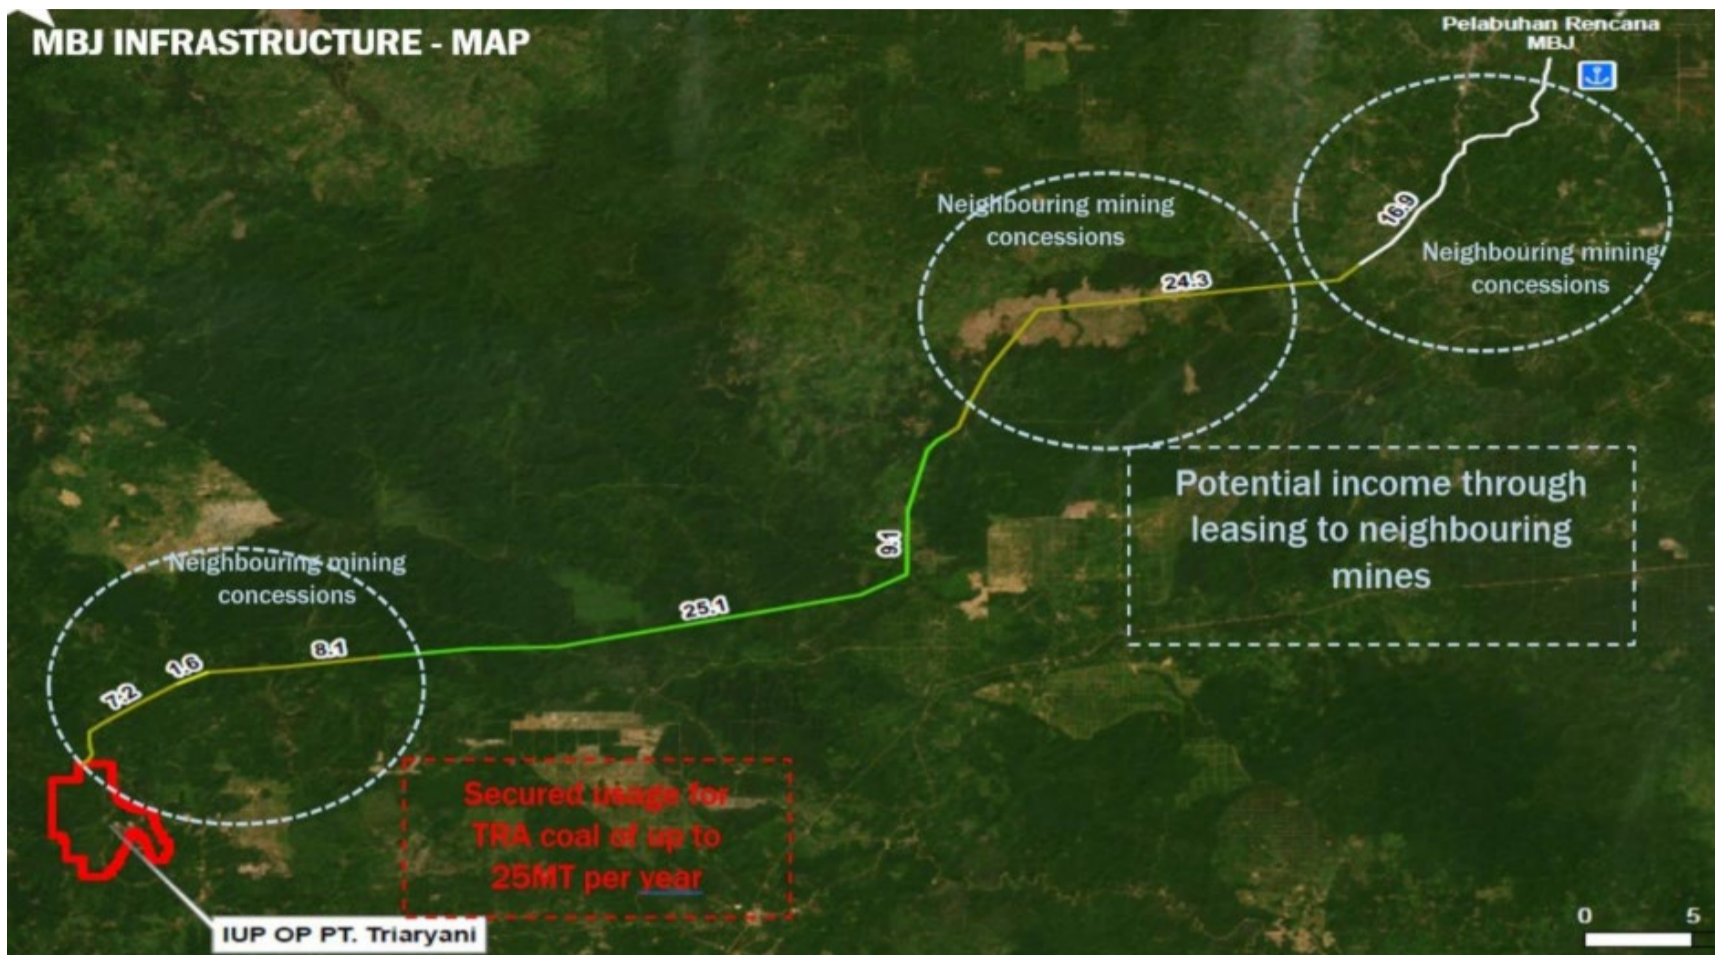 MBJ INFRASTRUCTURE - MAP
Pelabuhan Rencana
MBJ
16.9
Neighbouring mining
concessions
24.3
Neighbouring mining
concessions
Potential income through
leasing to neighbouring
mines
9.1
25.1
Neighbouring mining
concessions
8.1
1.6
7.2
Secured usage for
TRA coal of up to
25MT per year
IUP OP PT. Triaryani
0 5